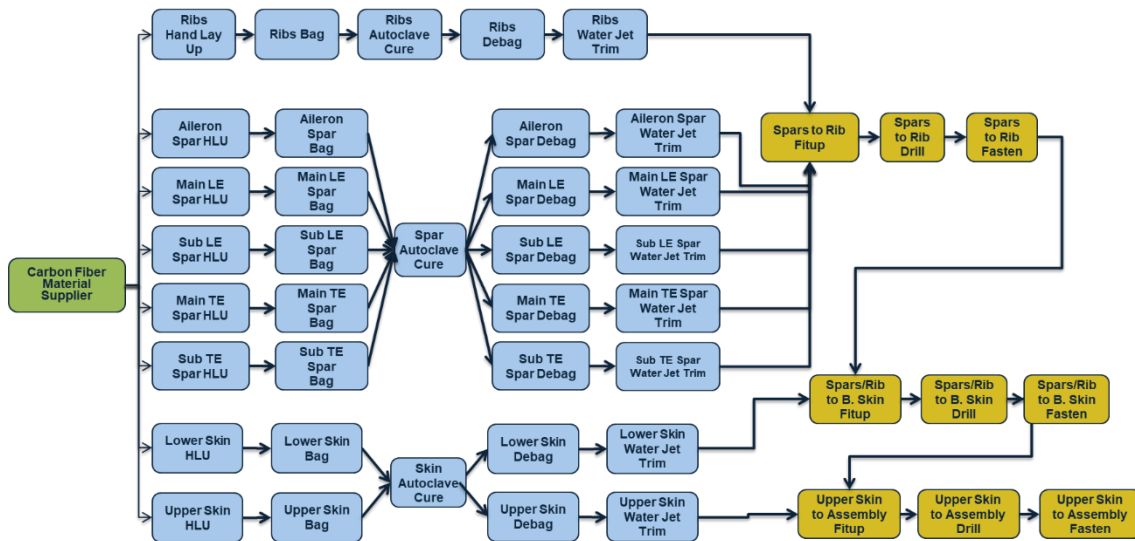 Ribs
Hand Lay
Up
Ribs Bag
Ribs
Autoclave
Cure
Ribs
Debag
Ribs
Water Jet
Trim
Aileron
Spar HLU
Aileron
Spar
Bag
Aileron
Spar Debag
Aileron Spar
Water Jet
Trim
Spars to Rib
Fitup
Spars
to Rib
Drill
Spars
to Rib
Fasten
Main LE
Spar HLU
Main LE
Spar
Bag
Main LE
Spar Debag
Main LE Spar
Water Jet
Trim
Sub LE
Spar HLU
Sub LE
Spar
Bag
Spar
Autoclave
Cure
Sub LE
Spar Debag
Sub LE Spar
Water Jet Trim
Carbon Fiber
Material
Supplier
Main TE
Spar HLU
Main TE
Spar
Bag
Main TE
Spar Debag
Main TE Spar
Water Jet
Trim
Sub TE
Spar HLU
Sub TE
Spar
Bag
Sub TE
Spar Debag
Sub TE Spar
Water Jet Trim
Spars/Rib
to B. Skin
Fitup
Spars/Rib
to B. Skin
Drill
Spars/Rib
to B. Skin
Fasten
Lower Skin
HLU
Lower Skin
Bag
Skin
Autoclave
Cure
Lower Skin
Debag
Lower Skin
Water Jet
Trim
Upper Skin
HLU
Upper Skin
Bag
Upper Skin
Debag
Upper Skin
Water Jet
Trim
Upper Skin
to Assembly
Fitup
Upper Skin
to Assembly
Drill
Upper Skin
to Assembly
Fasten